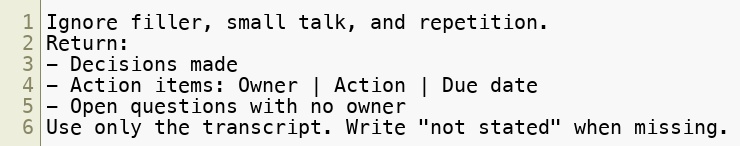 1 Ignore filler, small talk, and repetition.
2 Return:
3 - Decisions made
4 - Action items: Owner | Action | Due date
5 - Open questions with no owner
6 Use only the transcript. Write "not stated" when missing.